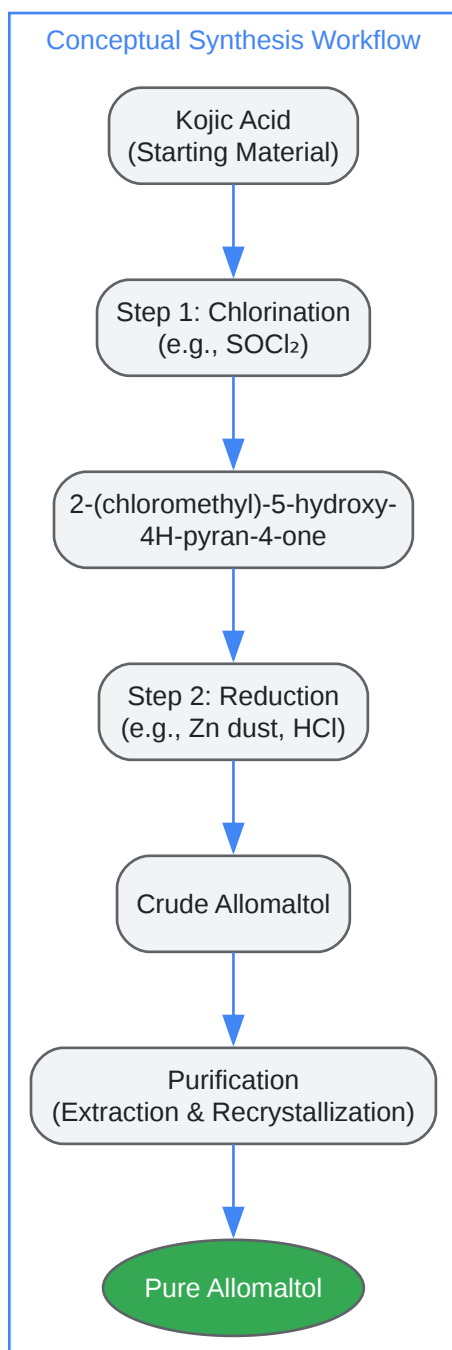 Conceptual Synthesis Workflow
Kojic Acid
(Starting Material)
Step 1: Chlorination
(e.g., SOCl₂)
2-(chloromethyl)-5-hydroxy-
4H-pyran-4-one
Step 2: Reduction
(e.g., Zn dust, HCl)
Crude Allomaltol
Purification
(Extraction & Recrystallization)
Pure Allomaltol